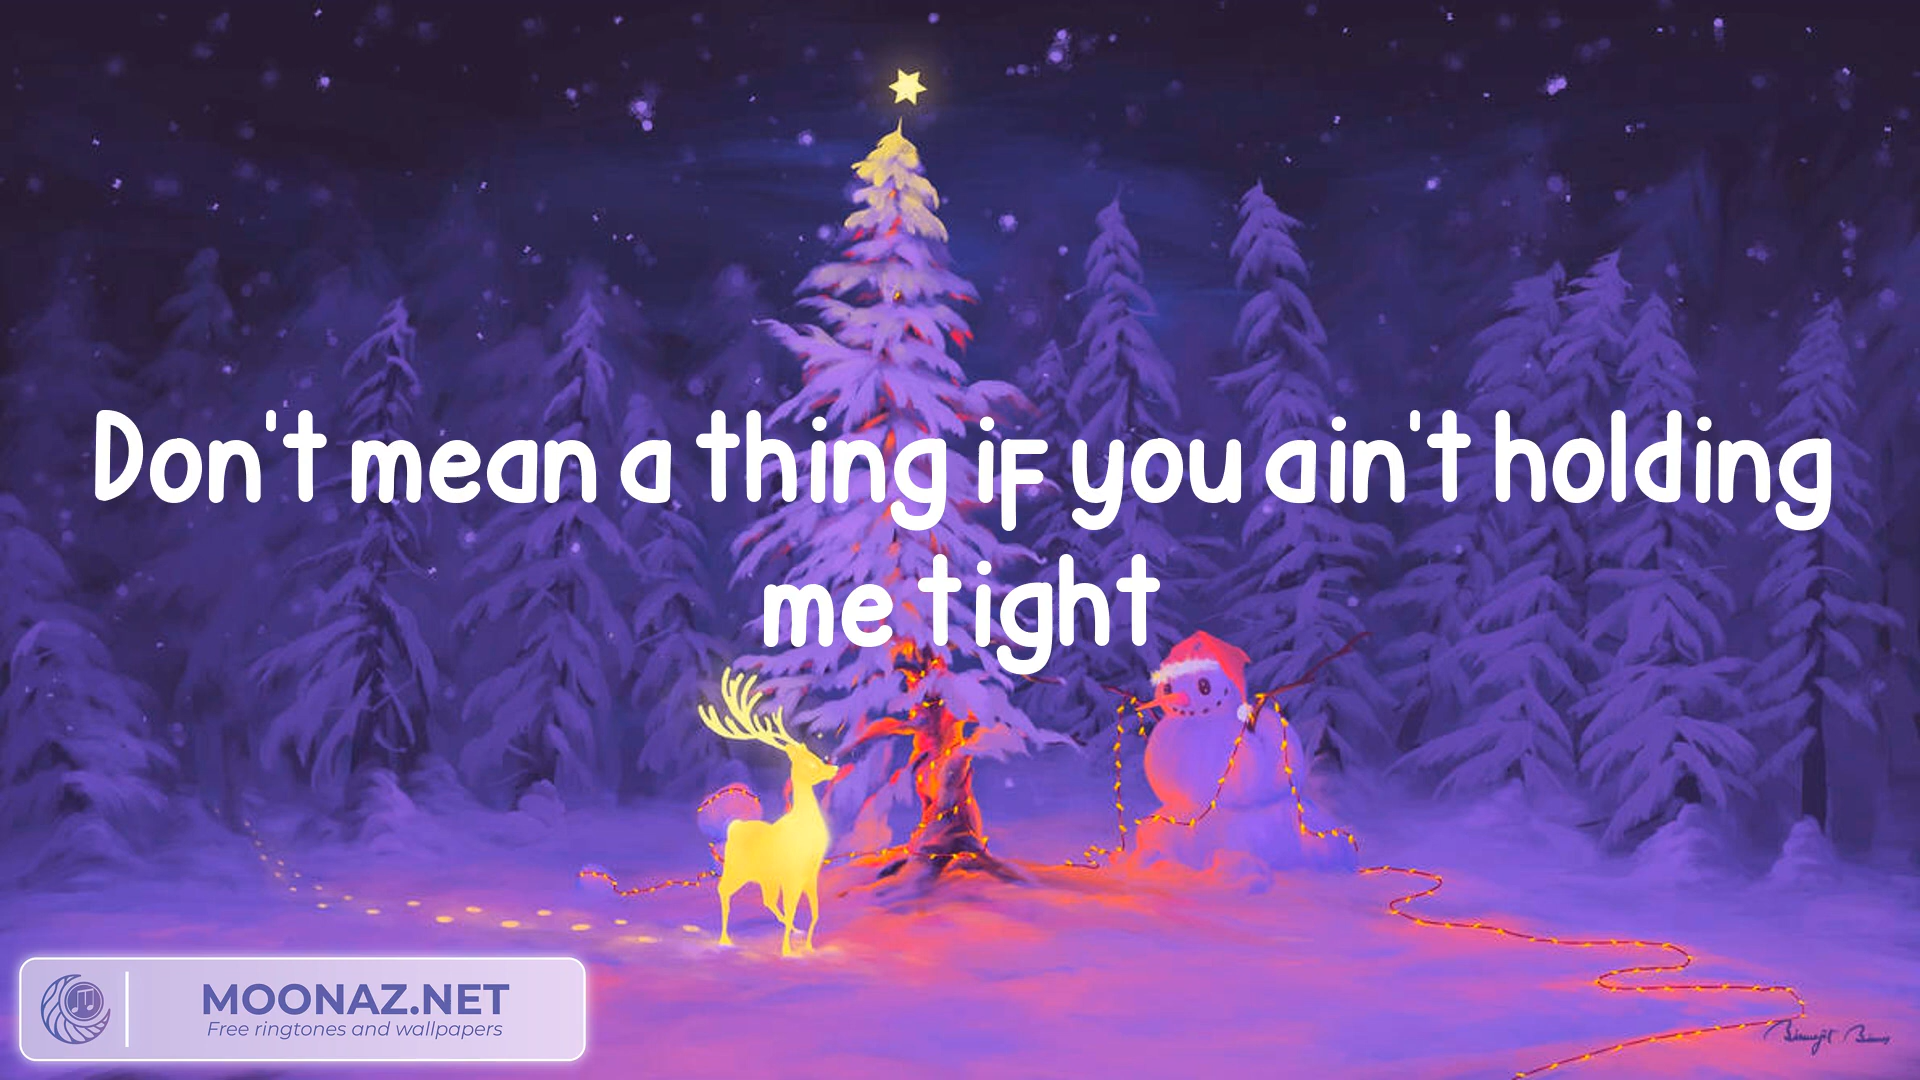 Don't mean a thing if you ain't holding
me tight
MOONAZ.NET
Free ringtones and wallpapers